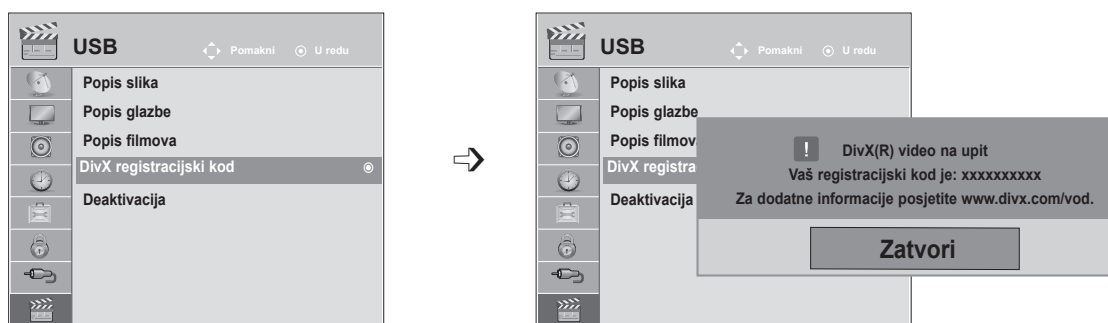 USB Pomakni U redu
Popis slika
Popis glazbe
Popis filmova
DivX registracijski kod
Deaktivacija
USB Pomakni U redu
Popis slika
Popis glazbe
Popis filmov
DivX registra
Deaktivacija
! DivX(R) video na upit
Vaš registracijski kod je: xxxxxxxxxx
Za dodatne informacije posjetite www.divx.com/vod.
Zatvori